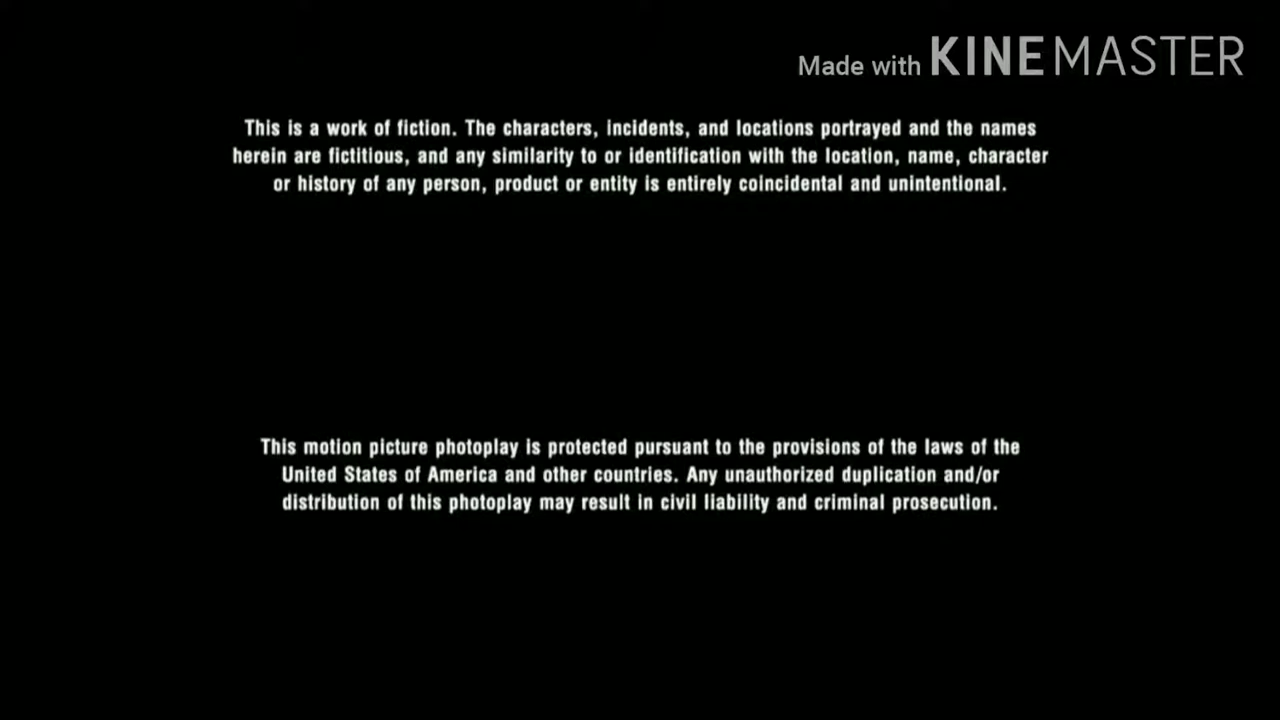 Made with KINEMASTER
This is a work of fiction. The characters, incidents, and locations portrayed and the names
herein are fictitious, and any similarity to or identification with the location, name, character
or history of any person, product or entity is entirely coincidental and unintentional.
This motion picture photoplay is protected pursuant to the provisions of the laws of the
United States of America and other countries. Any unauthorized duplication and/or
distribution of this photoplay may result in civil liability and criminal prosecution.